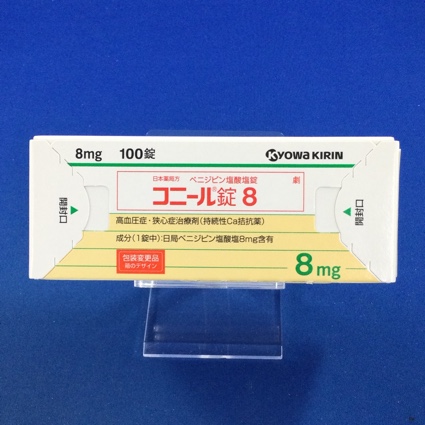 8mg 100錠 KYOWA KIRIN
日本薬局方 ベニジピン塩酸塩錠 劇
コニール®錠 8
開封口
開封口
高血圧症・狭心症治療剤(持続性Ca拮抗薬)
成分(1錠中):日局ベニジピン塩酸塩8mg含有
包装変更品
箱のデザイン
8mg